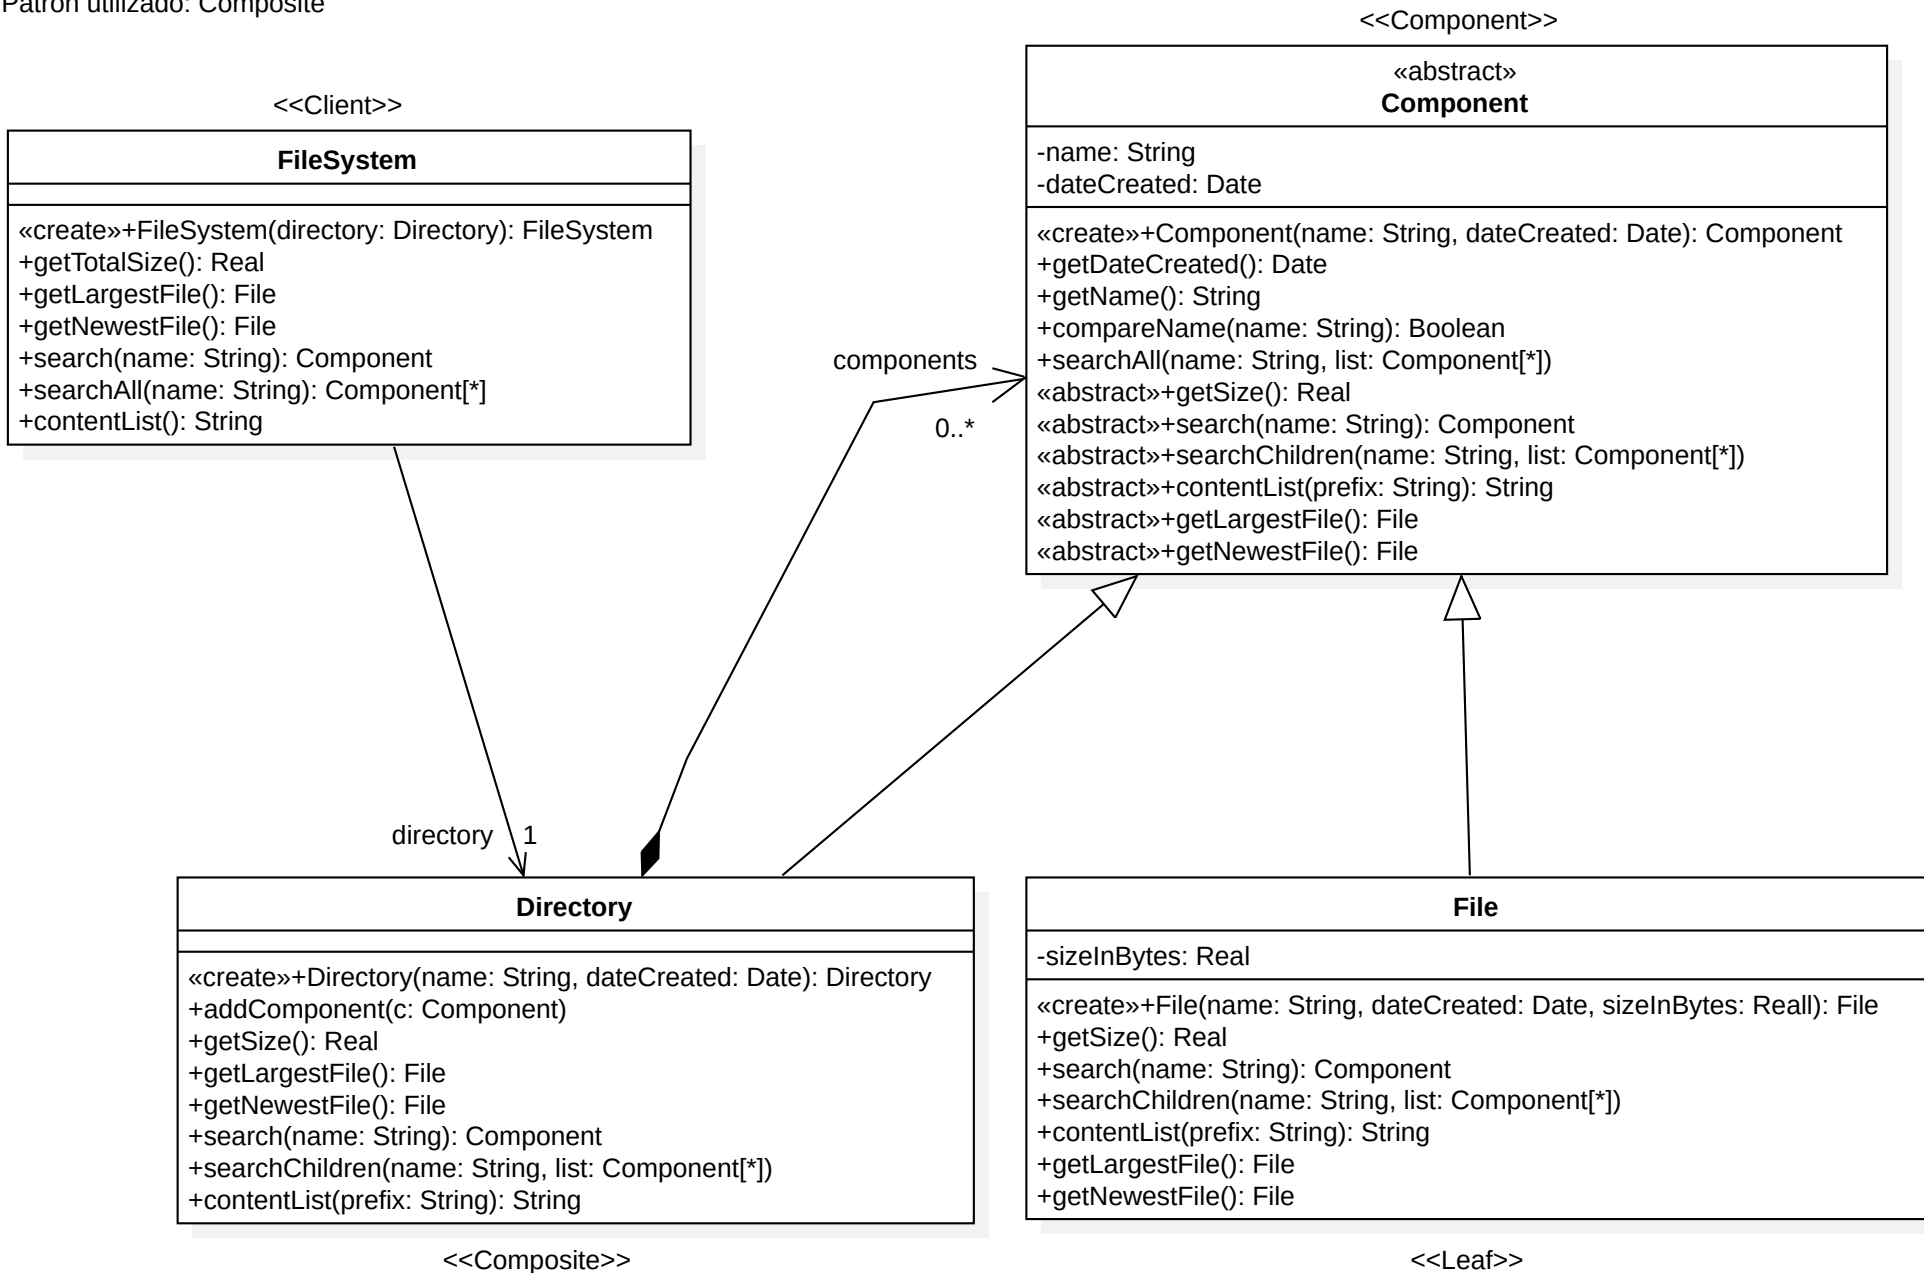 Patrón utilizado: Composite
<<Client>>
FileSystem
«create»+FileSystem(directory: Directory): FileSystem
+getTotalSize(): Real
+getLargestFile(): File
+getNewestFile(): File
+search(name: String): Component
+searchAll(name: String): Component[*]
+contentList(): String
<<Component>>
«abstract»
Component
-name: String
-dateCreated: Date
«create»+Component(name: String, dateCreated: Date): Component
+getDateCreated(): Date
+getName(): String
+compareName(name: String): Boolean
+searchAll(name: String, list: Component[*])
«abstract»+getSize(): Real
«abstract»+search(name: String): Component
«abstract»+searchChildren(name: String, list: Component[*])
«abstract»+contentList(prefix: String): String
«abstract»+getLargestFile(): File
«abstract»+getNewestFile(): File
components
0..*
directory
1
Directory
«create»+Directory(name: String, dateCreated: Date): Directory
+addComponent(c: Component)
+getSize(): Real
+getLargestFile(): File
+getNewestFile(): File
+search(name: String): Component
+searchChildren(name: String, list: Component[*])
+contentList(prefix: String): String
<<Composite>>
File
-sizeInBytes: Real
«create»+File(name: String, dateCreated: Date, sizeInBytes: Reall): File
+getSize(): Real
+search(name: String): Component
+searchChildren(name: String, list: Component[*])
+contentList(prefix: String): String
+getLargestFile(): File
+getNewestFile(): File
<<Leaf>>